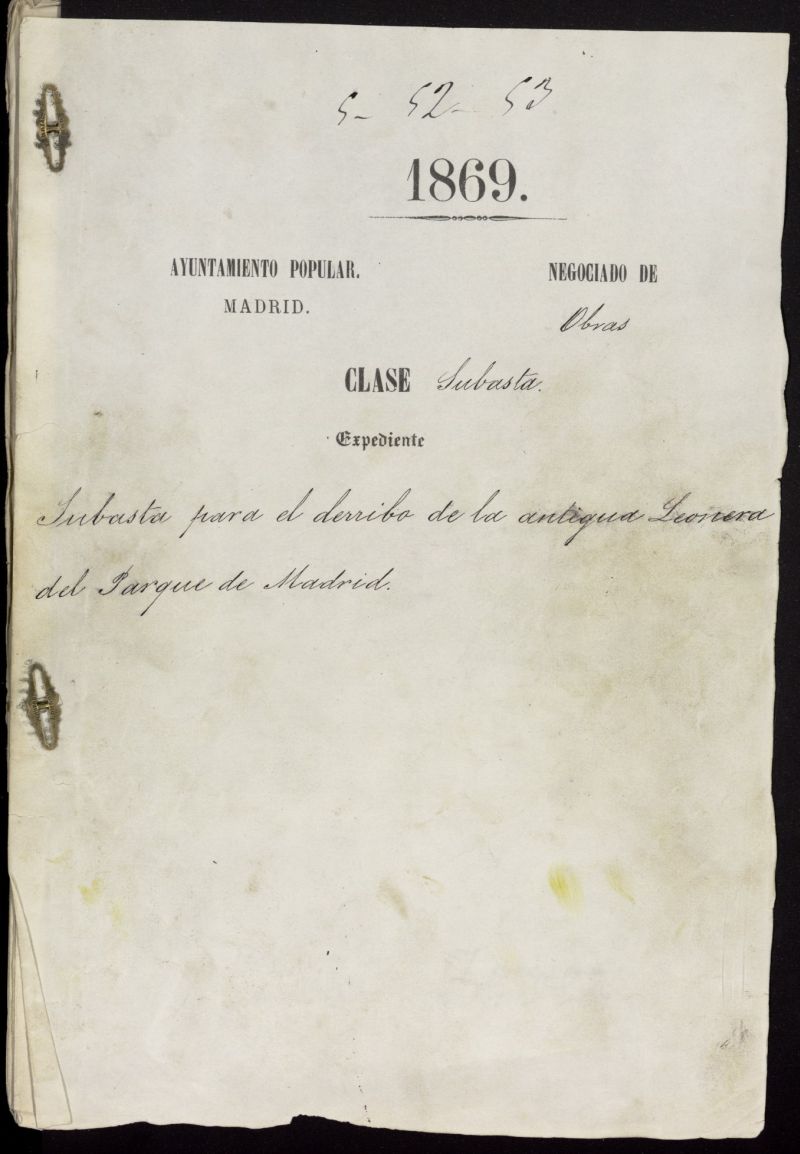 5- 52- 53
1869.
AYUNTAMIENTO POPULAR.
MADRID.
NEGOCIADO DE
Obras
CLASE Subasta.
Expediente
Subasta para el derribo de la antigua Leonera
del Parque de Madrid.